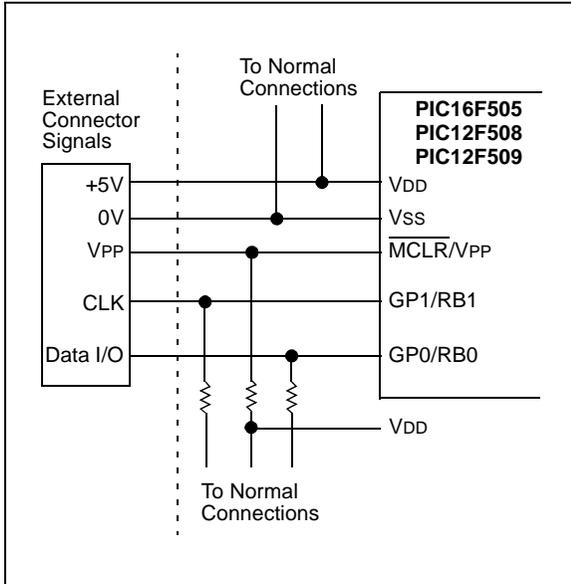 To Normal
Connections
External
Connector
Signals
PIC16F505
PIC12F508
PIC12F509
+5V
VDD
0V
VSS
VPP
MCLR/VPP
CLK
GP1/RB1
Data I/O
GP0/RB0
VDD
To Normal
Connections